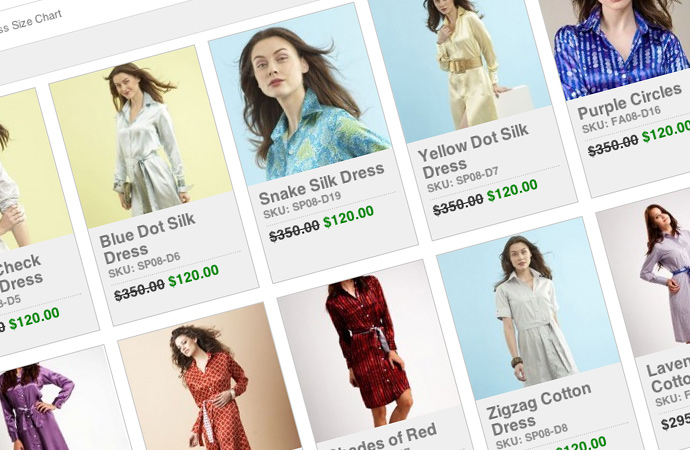 ss Size Chart
Check
Dress
-D5
0 $120.00
Blue Dot Silk
Dress
SKU: SP08-D6
$350.00 $120.00
Snake Silk Dress
SKU: SP08-D19
$350.00 $120.00
Yellow Dot Silk
Dress
SKU: SP08-D7
$350.00 $120.00
Purple Circles
SKU: FA08-D16
$350.00 $120.00
Shades of Red
Zigzag Cotton
Dress
SKU: SP08-D8
$120.00
Laven
Cotto
SKU: F
$295